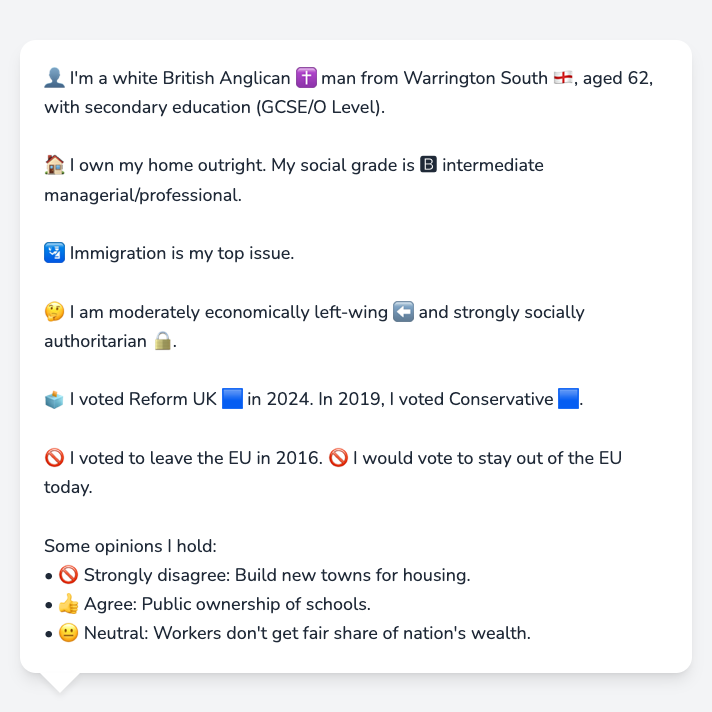 👤 I'm a white British Anglican ✝️ man from Warrington South 🏴󠁧󠁢󠁥󠁮󠁧󠁿, aged 62,
with secondary education (GCSE/O Level).
🏠 I own my home outright. My social grade is 🅱 intermediate
managerial/professional.
🛂 Immigration is my top issue.
🤔 I am moderately economically left-wing ⬅️ and strongly socially
authoritarian 🔒.
🗳️ I voted Reform UK 🟦 in 2024. In 2019, I voted Conservative 🟦.
🚫 I voted to leave the EU in 2016. 🚫 I would vote to stay out of the EU
today.
Some opinions I hold:
• 🚫 Strongly disagree: Build new towns for housing.
• 👍 Agree: Public ownership of schools.
• 😐 Neutral: Workers don't get fair share of nation's wealth.